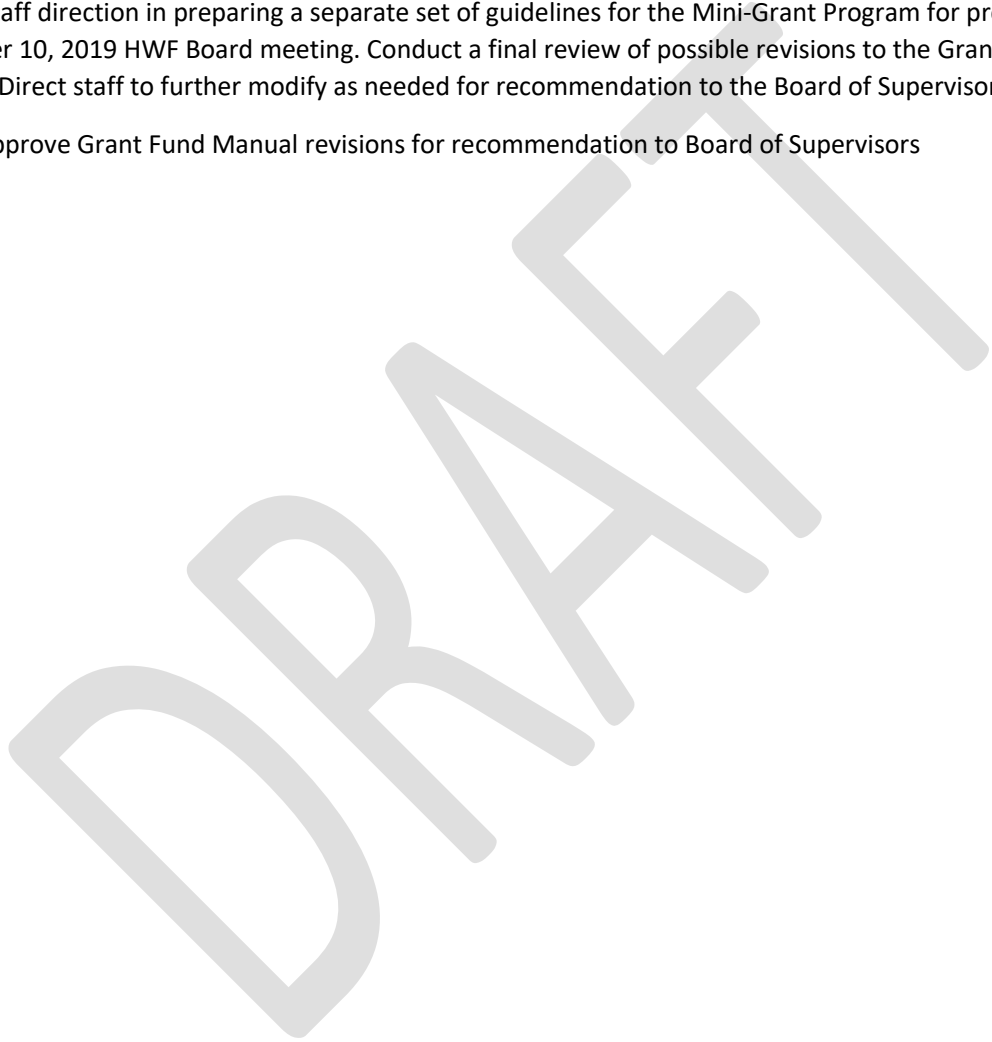 aff direction in preparing a separate set of guidelines for the Mini-Grant Program for pr
er 10, 2019 HWF Board meeting. Conduct a final review of possible revisions to the Gran
Direct staff to further modify as needed for recommendation to the Board of Supervisor
pprove Grant Fund Manual revisions for recommendation to Board of Supervisors
DRAFT